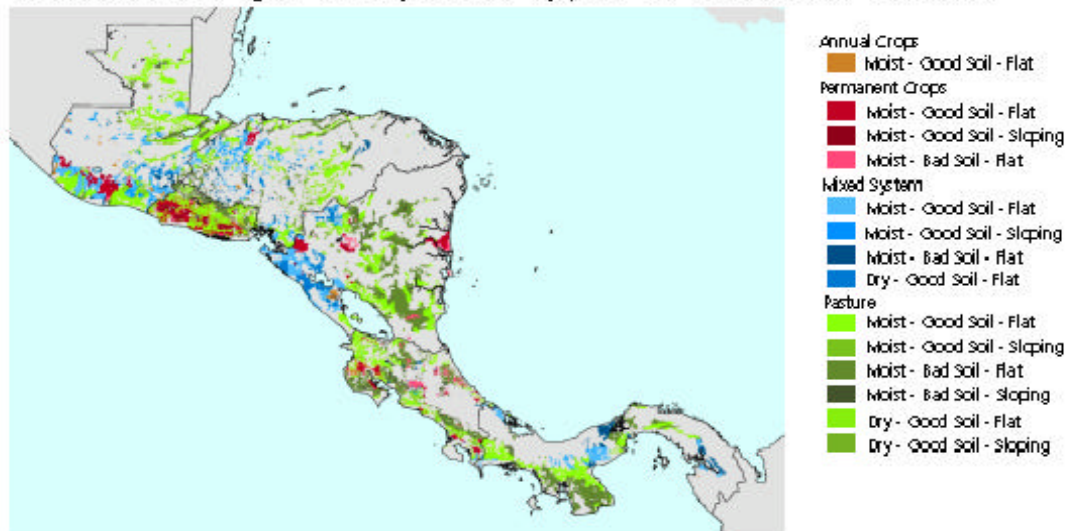 Annual Crops
Moist - Good Soil - Flat
Permanent Crops
Moist - Good Soil - Flat
Moist - Good Soil - Sloping
Moist - Bad Soil - Flat
Mixed System
Moist - Good Soil - Flat
Moist - Good Soil - Sloping
Moist - Bad Soil - Flat
Dry - Good Soil - Flat
Pasture
Moist - Good Soil - Flat
Moist - Good Soil - Sloping
Moist - Bad Soil - Flat
Moist - Bad Soil - Sloping
Dry - Good Soil - Flat
Dry - Good Soil - Sloping